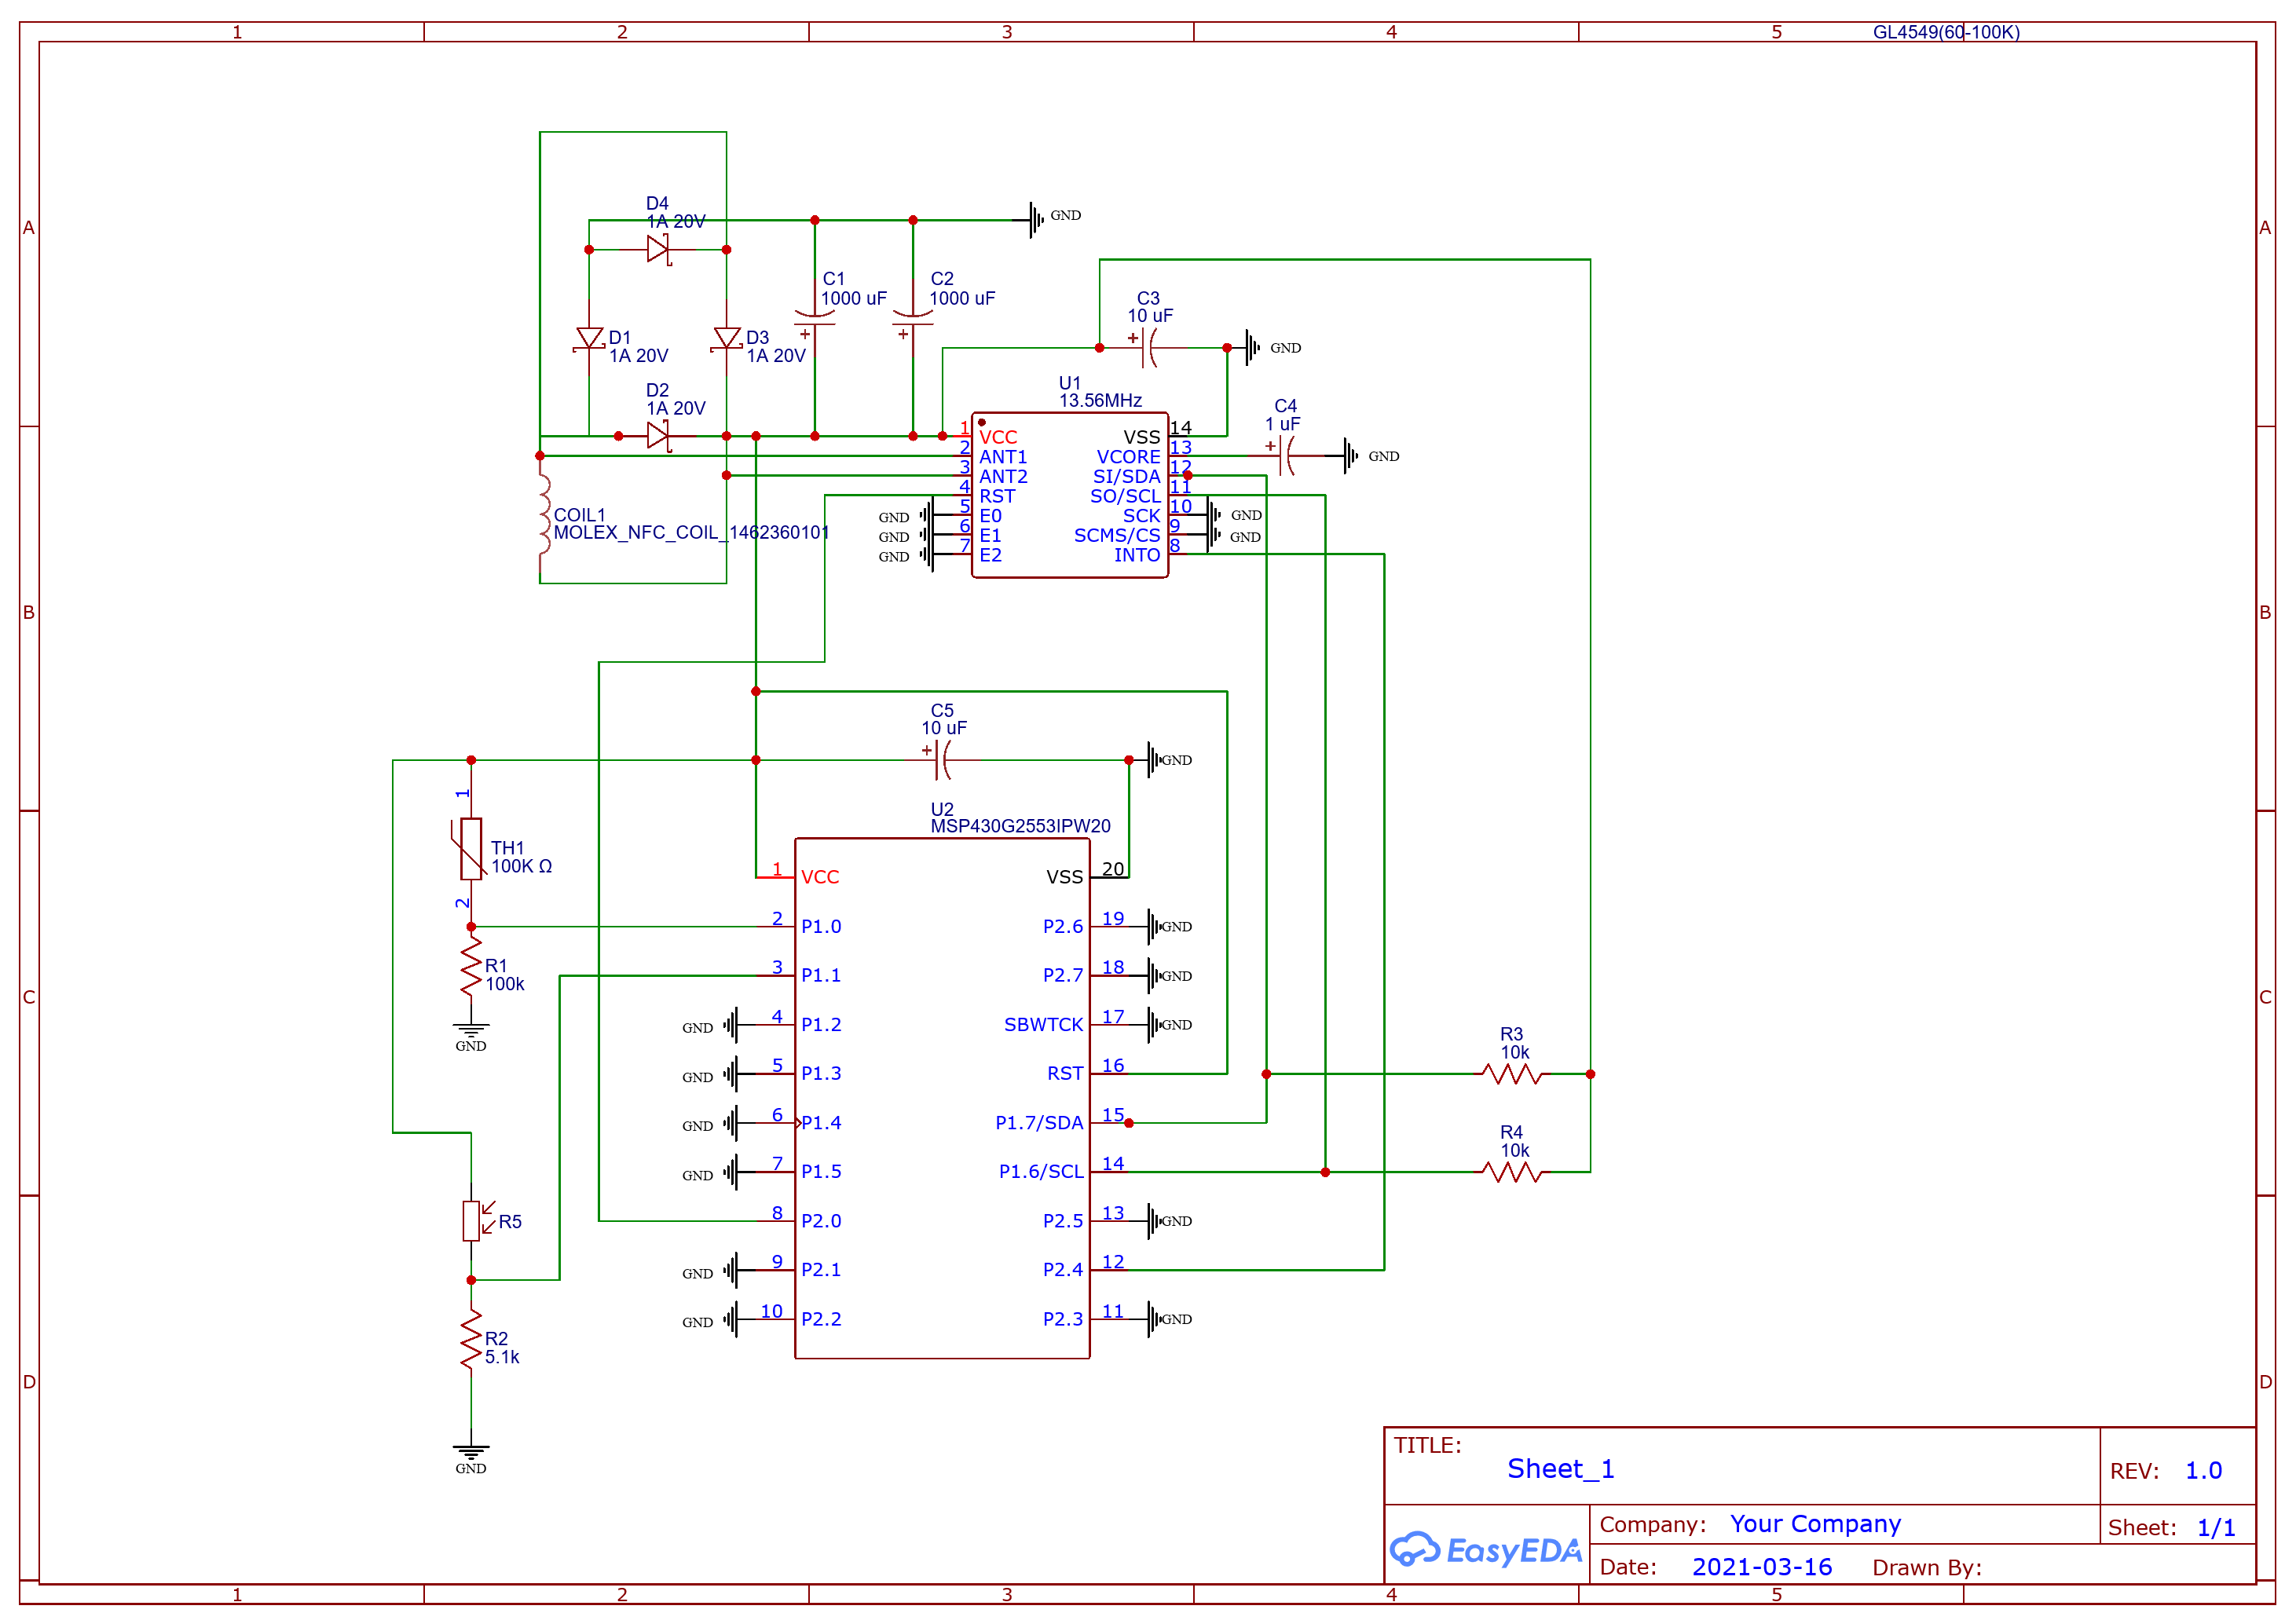 1 2 3 4 5
GL4549(60-100K)
A A
B B
C C
D D
D4
1A 20V
GND
C1
1000 uF
C2
1000 uF
C3
10 uF
GND
D1
1A 20V
D3
1A 20V
D2
1A 20V
U1
13.56MHz
C4
1 uF
GND
1 VCC VSS 14
2 ANT1 VCORE 13
3 ANT2 SI/SDA 12
4 RST SO/SCL 11
GND 5 E0 SCK 10 GND
GND 6 E1 SCMS/CS 9 GND
GND 7 E2 INTO 8
COIL1
MOLEX_NFC_COIL_1462360101
C5
10 uF
GND
U2
MSP430G2553IPW20
1
TH1
100K Ω
2
R1
100k
GND
1 VCC VSS 20
2 P1.0 P2.6 19 GND
3 P1.1 P2.7 18 GND
GND 4 P1.2 SBWTCK 17 GND
GND 5 P1.3 RST 16
GND 6 P1.4 P1.7/SDA 15
GND 7 P1.5 P1.6/SCL 14
8 P2.0 P2.5 13 GND
GND 9 P2.1 P2.4 12
GND 10 P2.2 P2.3 11 GND
R3
10k
R4
10k
R5
R2
5.1k
GND
TITLE:
Sheet_1
REV: 1.0
EasyEDA
Company: Your Company
Sheet: 1/1
Date: 2021-03-16 Drawn By:
1 2 3 4 5